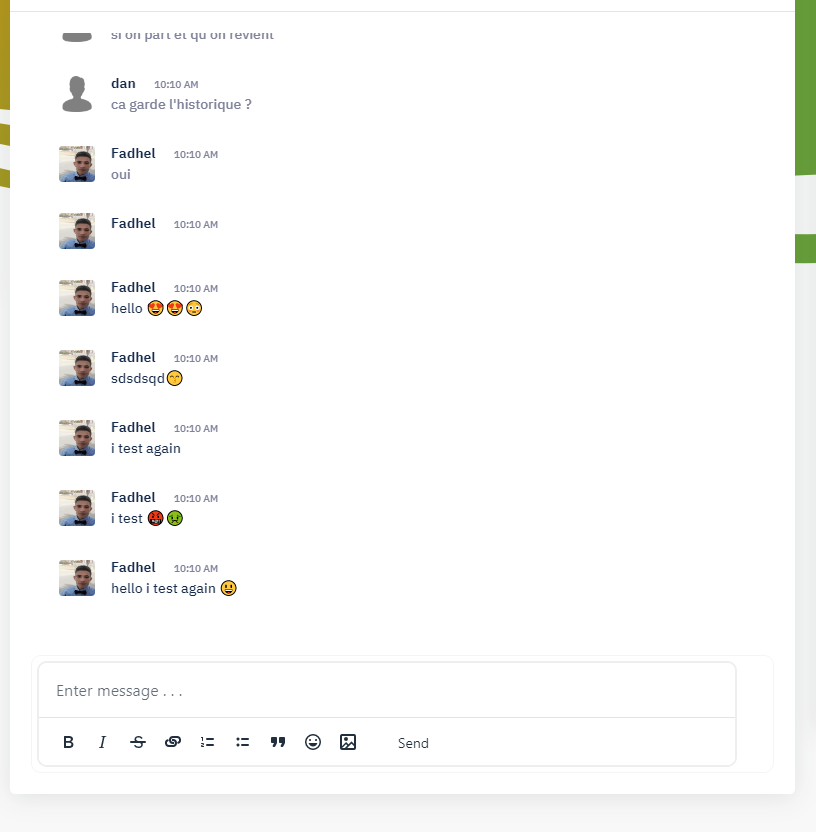 si on part et qu'on revient
dan 10:10 AM
ca garde l'historique ?
Fadhel 10:10 AM
oui
Fadhel 10:10 AM
Fadhel 10:10 AM
hello 😍😍😳
Fadhel 10:10 AM
sdsdsqd😙
Fadhel 10:10 AM
i test again
Fadhel 10:10 AM
i test 🤬🤢
Fadhel 10:10 AM
hello i test again 😃
Enter message . . .
B I S Send